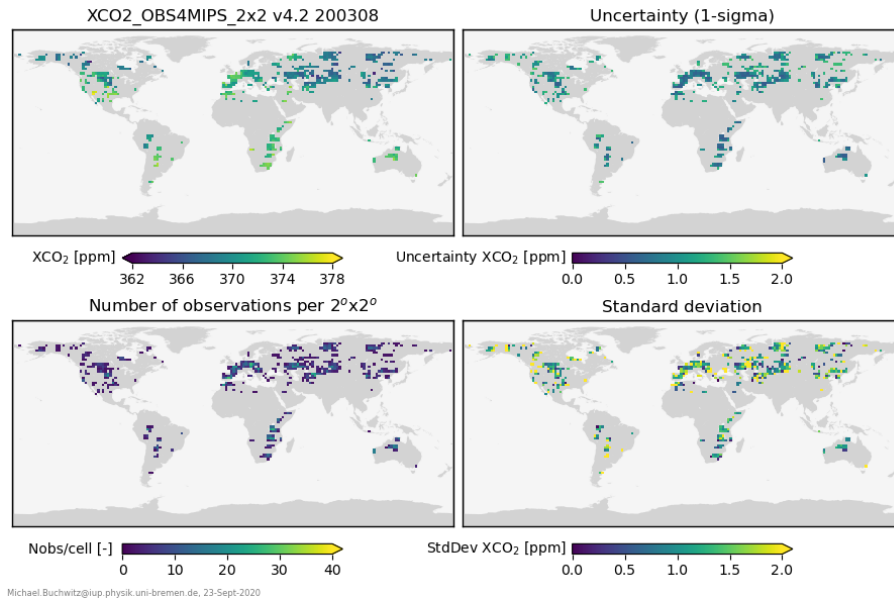 XCO2_OBS4MIPS_2x2 v4.2 200308
Uncertainty (1-sigma)
XCO₂ [ppm]
362 366 370 374 378
Uncertainty XCO₂ [ppm]
0.0 0.5 1.0 1.5 2.0
Number of observations per 2°x2°
Standard deviation
Nobs/cell [-]
0 10 20 30 40
StdDev XCO₂ [ppm]
0.0 0.5 1.0 1.5 2.0
Michael.Buchwitz@iup.physik.uni-bremen.de, 23-Sept-2020